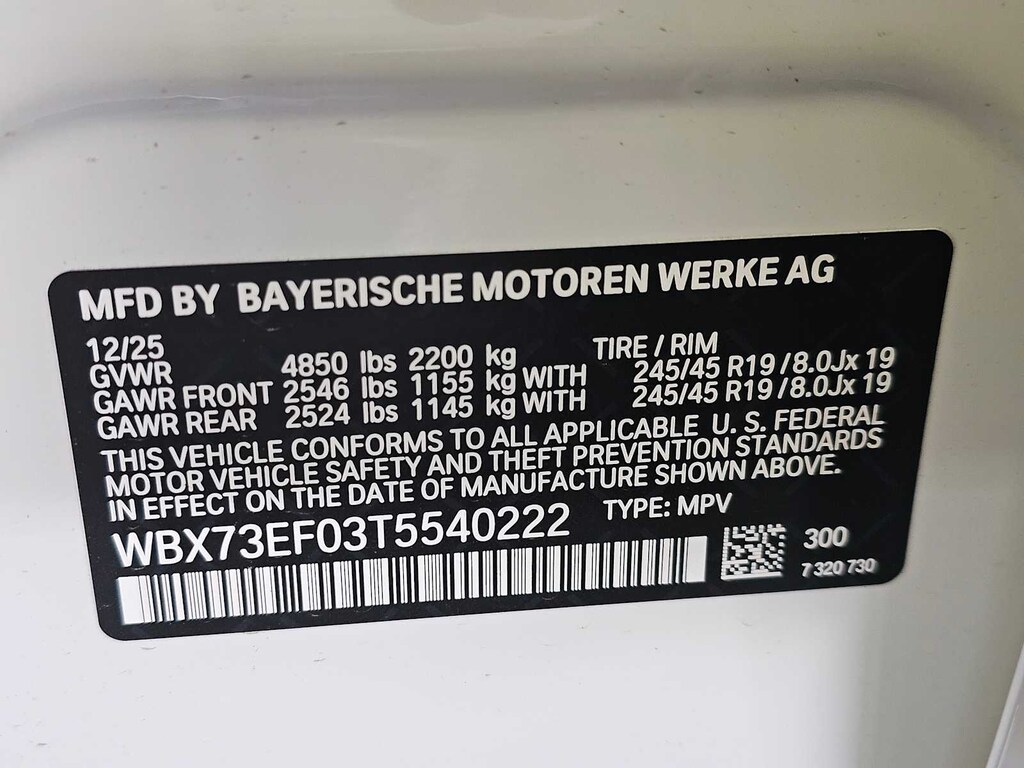 MFD BY BAYERISCHE MOTOREN WERKE AG
12/25 TIRE / RIM
GVWR 4850 lbs 2200 kg
GAWR FRONT 2546 lbs 1155 kg WITH 245/45 R19 /8.0Jx 19
GAWR REAR 2524 lbs 1145 kg WITH 245/45 R19 /8.0Jx 19
THIS VEHICLE CONFORMS TO ALL APPLICABLE U. S. FEDERAL
MOTOR VEHICLE SAFETY AND THEFT PREVENTION STANDARDS
IN EFFECT ON THE DATE OF MANUFACTURE SHOWN ABOVE.
WBX73EF03T5540222 TYPE: MPV
300
7 320 730